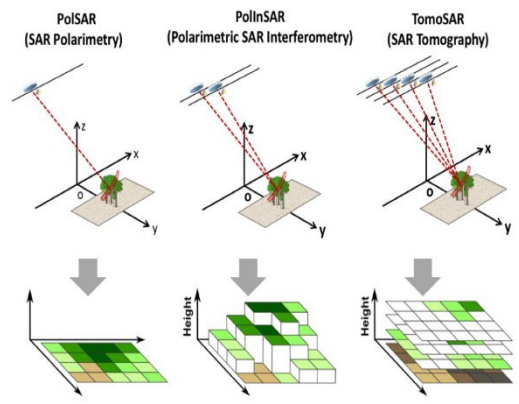 PolSAR
(SAR Polarimetry)
PolInSAR
(Polarimetric SAR Interferometry)
TomoSAR
(SAR Tomography)
z
x
o
y
z
x
o
y
z
x
o
y
Height
Height